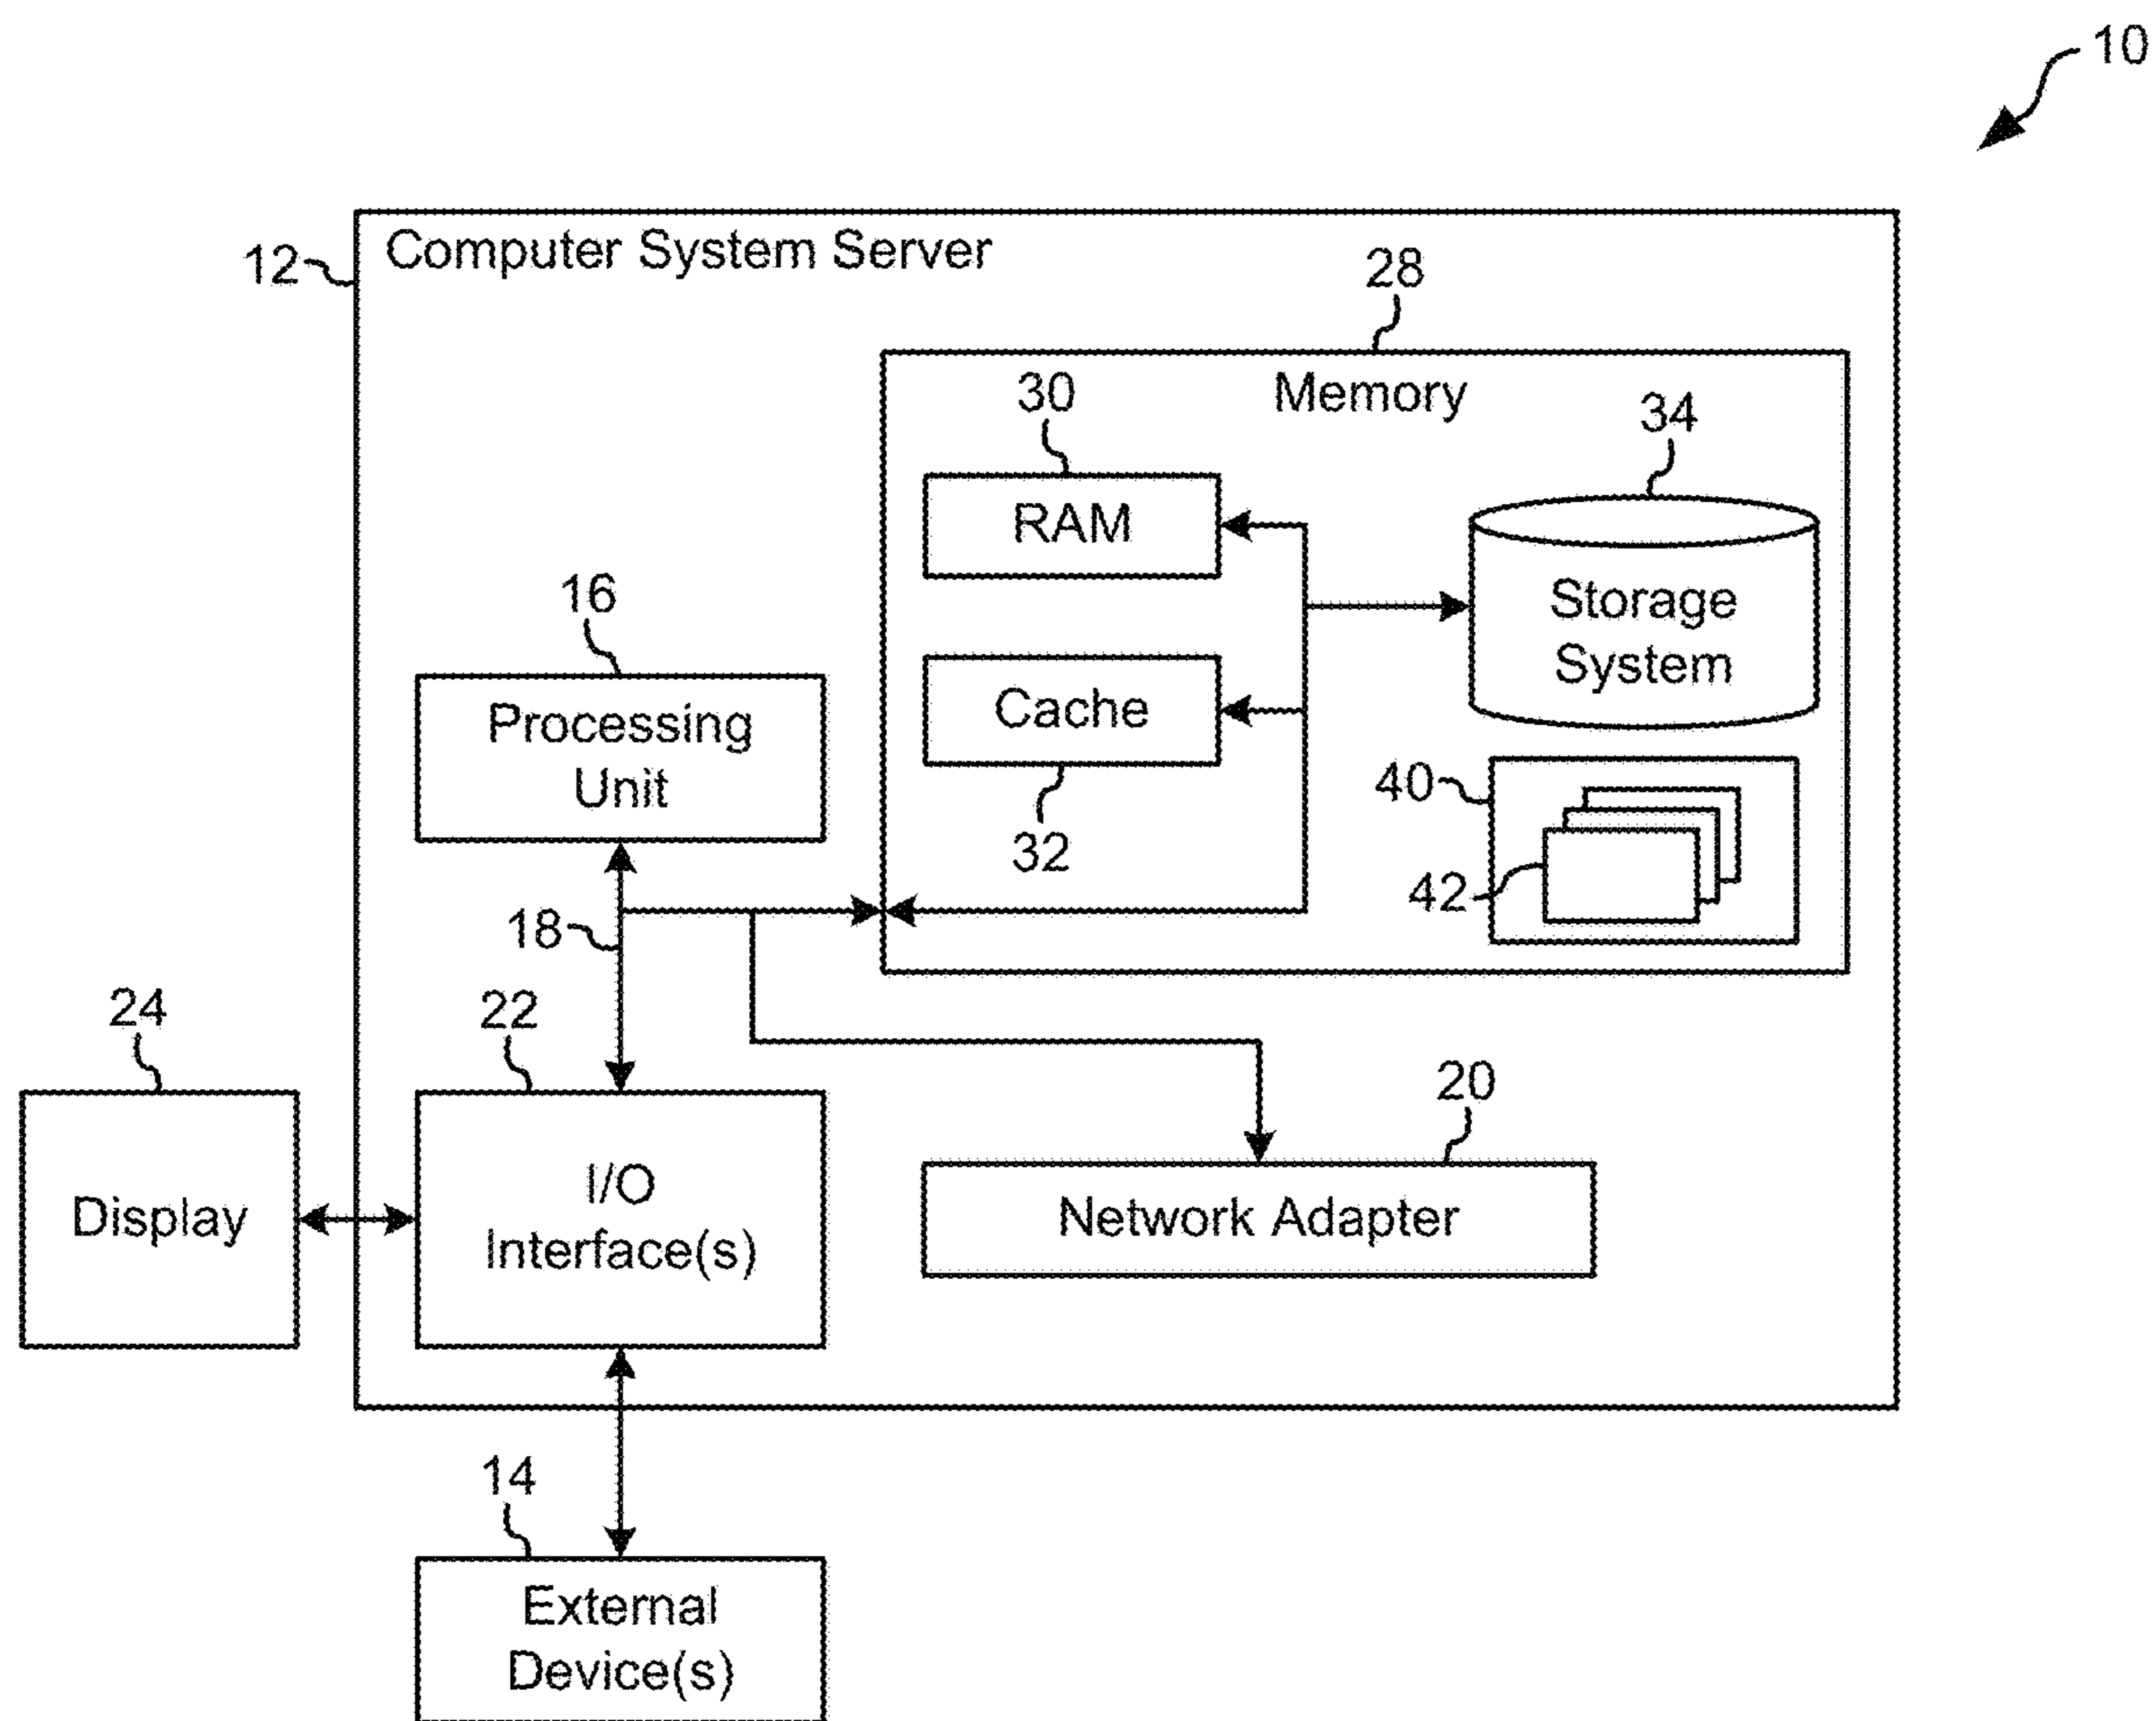 10
12
Computer System Server
28
Memory
30
34
RAM
Storage
System
16
Processing
Unit
Cache
32
40
42
18
24
22
20
Display
I/O
Interface(s)
Network Adapter
14
External
Device(s)